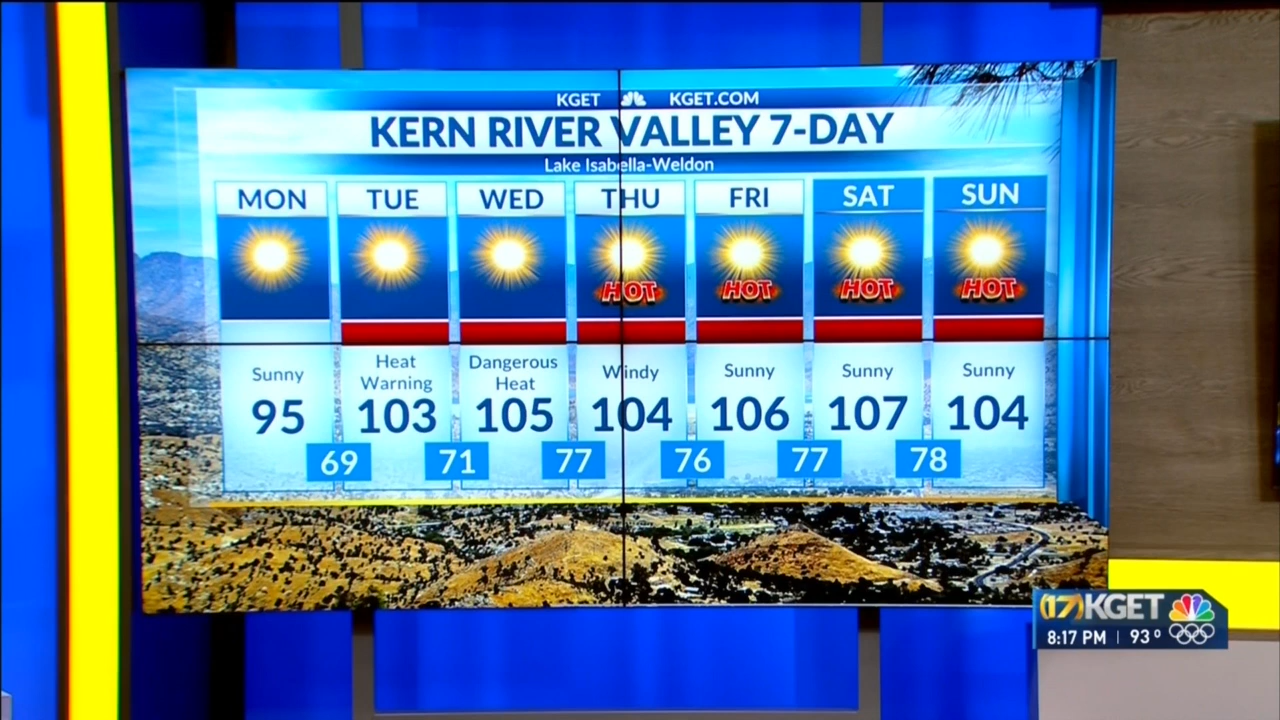 KGET KGET.COM
KERN RIVER VALLEY 7-DAY
Lake Isabella-Weldon
MON TUE WED THU FRI SAT SUN
HOT HOT HOT HOT
Sunny Heat Warning Dangerous Heat Windy Sunny Sunny Sunny
95 103 105 104 106 107 104
69 71 77 76 77 78
17 KGET
8:17 PM | 93°